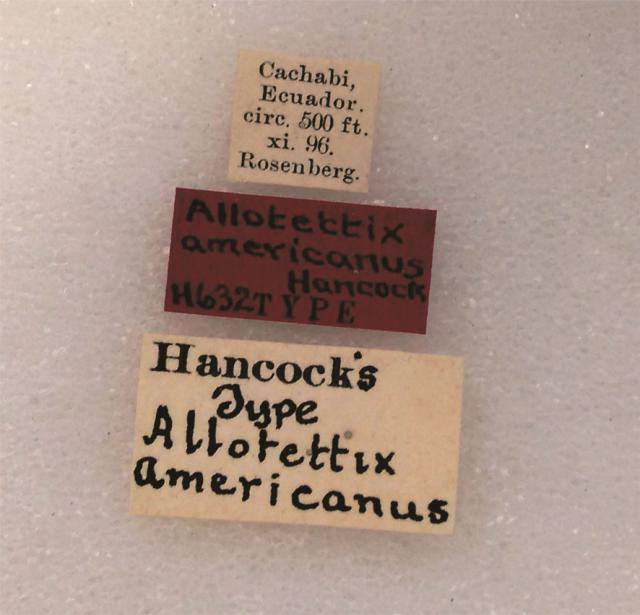 Cachabi,
Ecuador.
circ. 500 ft.
xi. 96.
Rosenberg.
Allotettix
americanus
Hancock
H632TYPE
Hancock's
Type
Allotettix
americanus